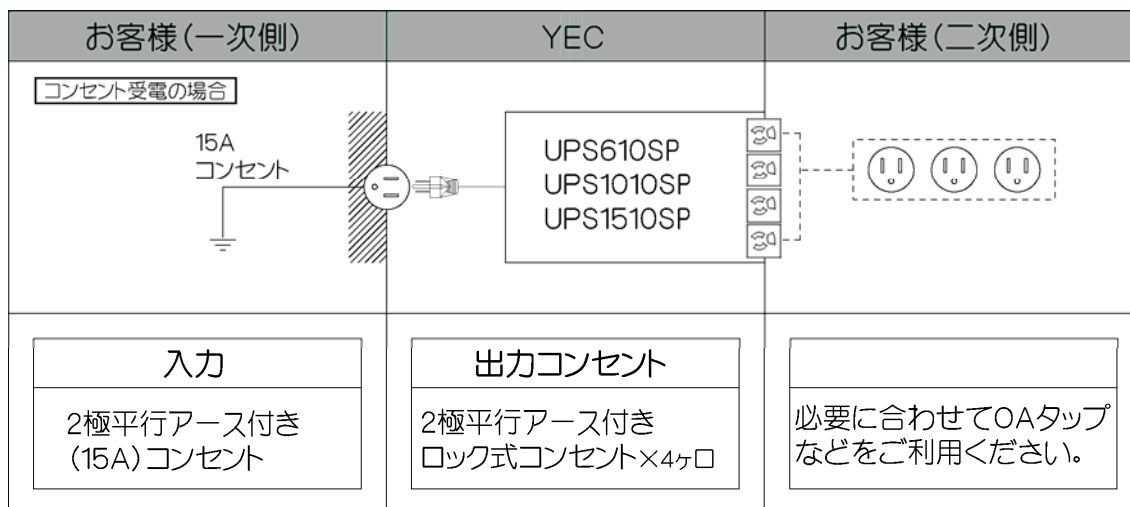 お客様(一次側)
YEC
お客様(二次側)
コンセント受電の場合
15A
コンセント
UPS610SP
UPS1010SP
UPS1510SP
入力
2極平行アース付き
(15A)コンセント
出力コンセント
2極平行アース付き
ロック式コンセント×4ヶ口
必要に合わせてOAタップ
などをご利用ください。